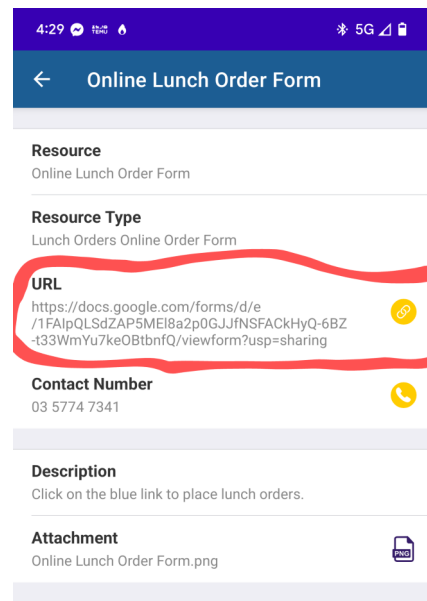 4:29 TEMU 5G
Online Lunch Order Form
Resource
Online Lunch Order Form
Resource Type
Lunch Orders Online Order Form
URL
https://docs.google.com/forms/d/e
/1FAIpQLSdZAP5MEl8a2p0GJJfNSFACkHyQ-6BZ
-t33WmYu7keOBtbnfQ/viewform?usp=sharing
Contact Number
03 5774 7341
Description
Click on the blue link to place lunch orders.
Attachment
Online Lunch Order Form.png
PNG